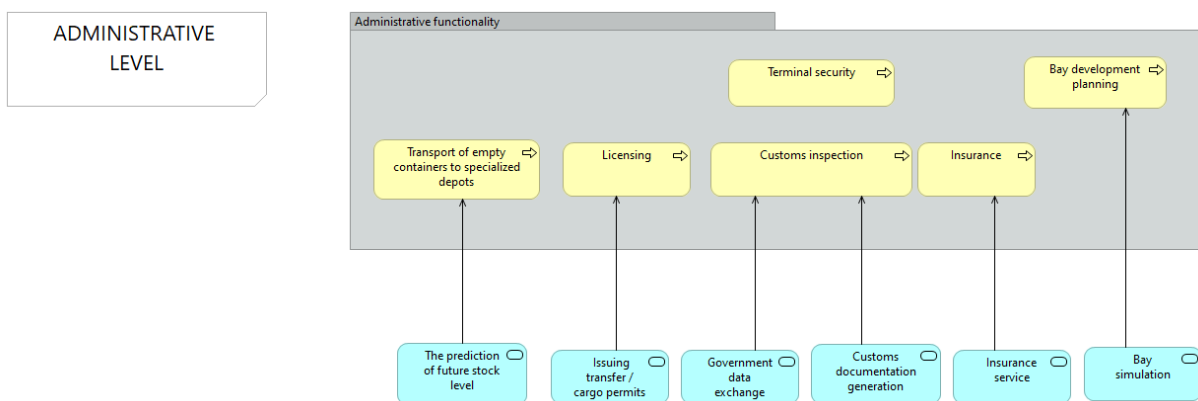 ADMINISTRATIVE
LEVEL
Administrative functionality
Terminal security
Bay development
planning
Transport of empty
containers to specialized
depots
Licensing
Customs inspection
Insurance
The prediction
of future stock
level
Issuing
transfer /
cargo permits
Government
data
exchange
Customs
documentation
generation
Insurance
service
Bay
simulation